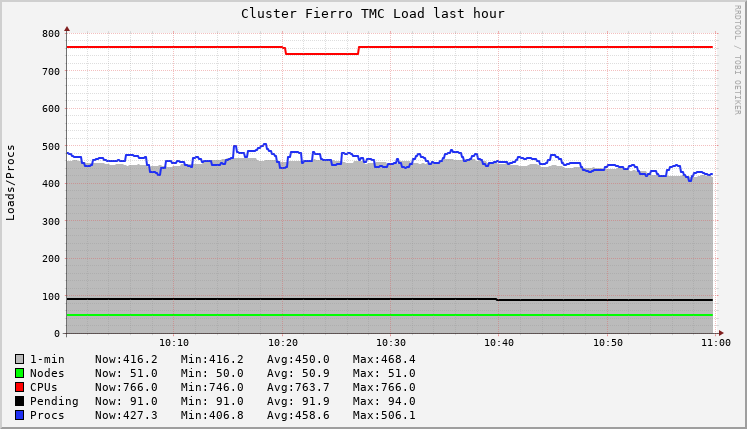 Cluster Fierro TMC Load last hour
RRDTOOL / TOBI OETIKER
Loads/Procs
800
700
600
500
400
300
200
100
0
10:10 10:20 10:30 10:40 10:50 11:00
1-min Now:416.2 Min:416.2 Avg:450.0 Max:468.4
Nodes Now: 51.0 Min: 50.0 Avg: 50.9 Max: 51.0
CPUs Now:766.0 Min:746.0 Avg:763.7 Max:766.0
Pending Now: 91.0 Min: 91.0 Avg: 91.9 Max: 94.0
Procs Now:427.3 Min:406.8 Avg:458.6 Max:506.1